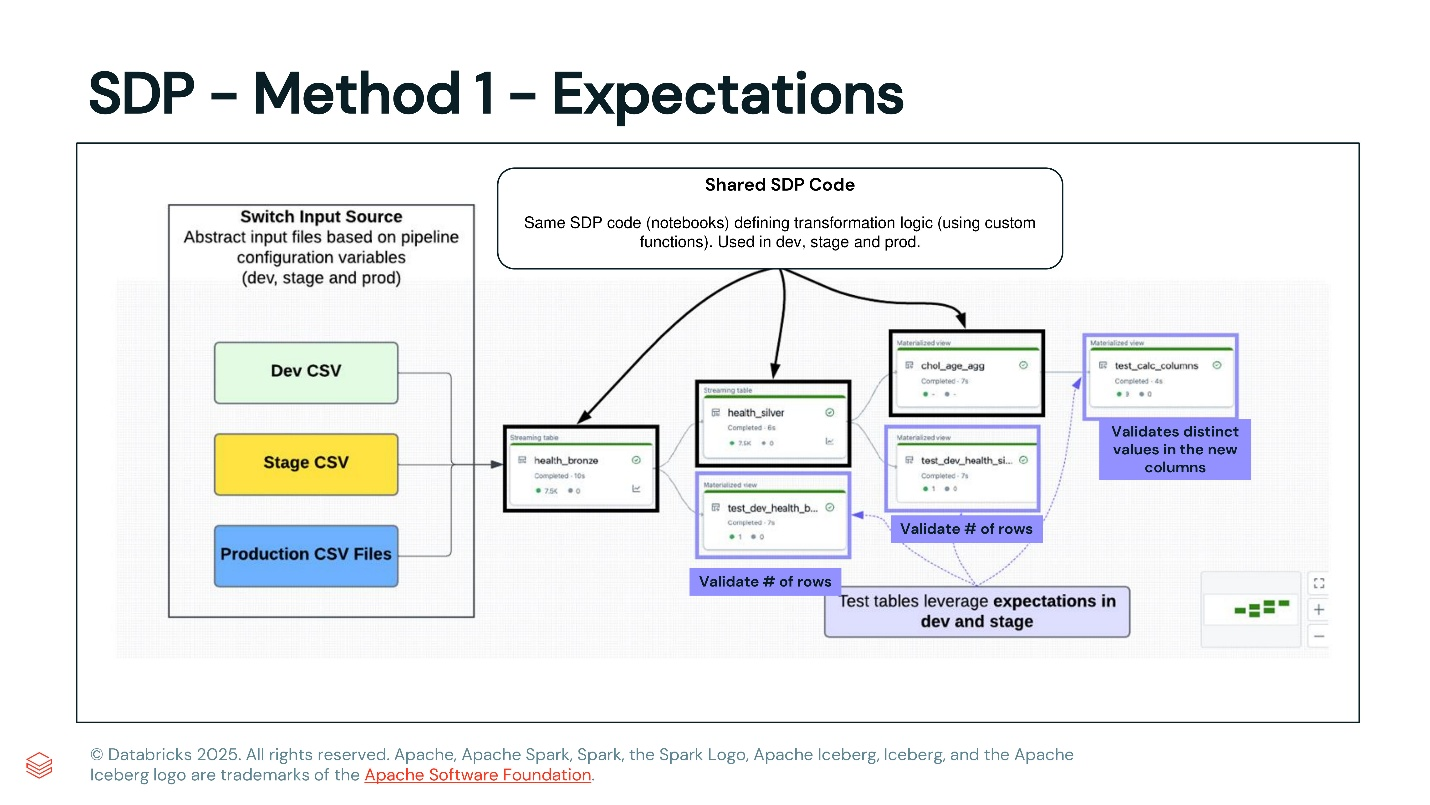 SDP – Method 1 – Expectations
Shared SDP Code
Same SDP code (notebooks) defining transformation logic (using custom
functions). Used in dev, stage and prod.
Switch Input Source
Abstract input files based on pipeline
configuration variables
(dev, stage and prod)
Dev CSV
Stage CSV
Production CSV Files
Streaming table
health_bronze
Completed · 10s
7.5K 0
Streaming table
health_silver
Completed · 6s
7.5K 0
Materialized view
test_dev_health_b...
Completed · 7s
1 0
Validate # of rows
Materialized view
chol_age_agg
Completed · 7s
- -
Materialized view
test_dev_health_si...
Completed · 7s
1 0
Validate # of rows
Materialized view
test_calc_columns
Completed · 4s
3 0
Validates distinct
values in the new
columns
Test tables leverage expectations in
dev and stage
© Databricks 2025. All rights reserved. Apache, Apache Spark, Spark, the Spark Logo, Apache Iceberg, Iceberg, and the Apache
Iceberg logo are trademarks of the Apache Software Foundation.